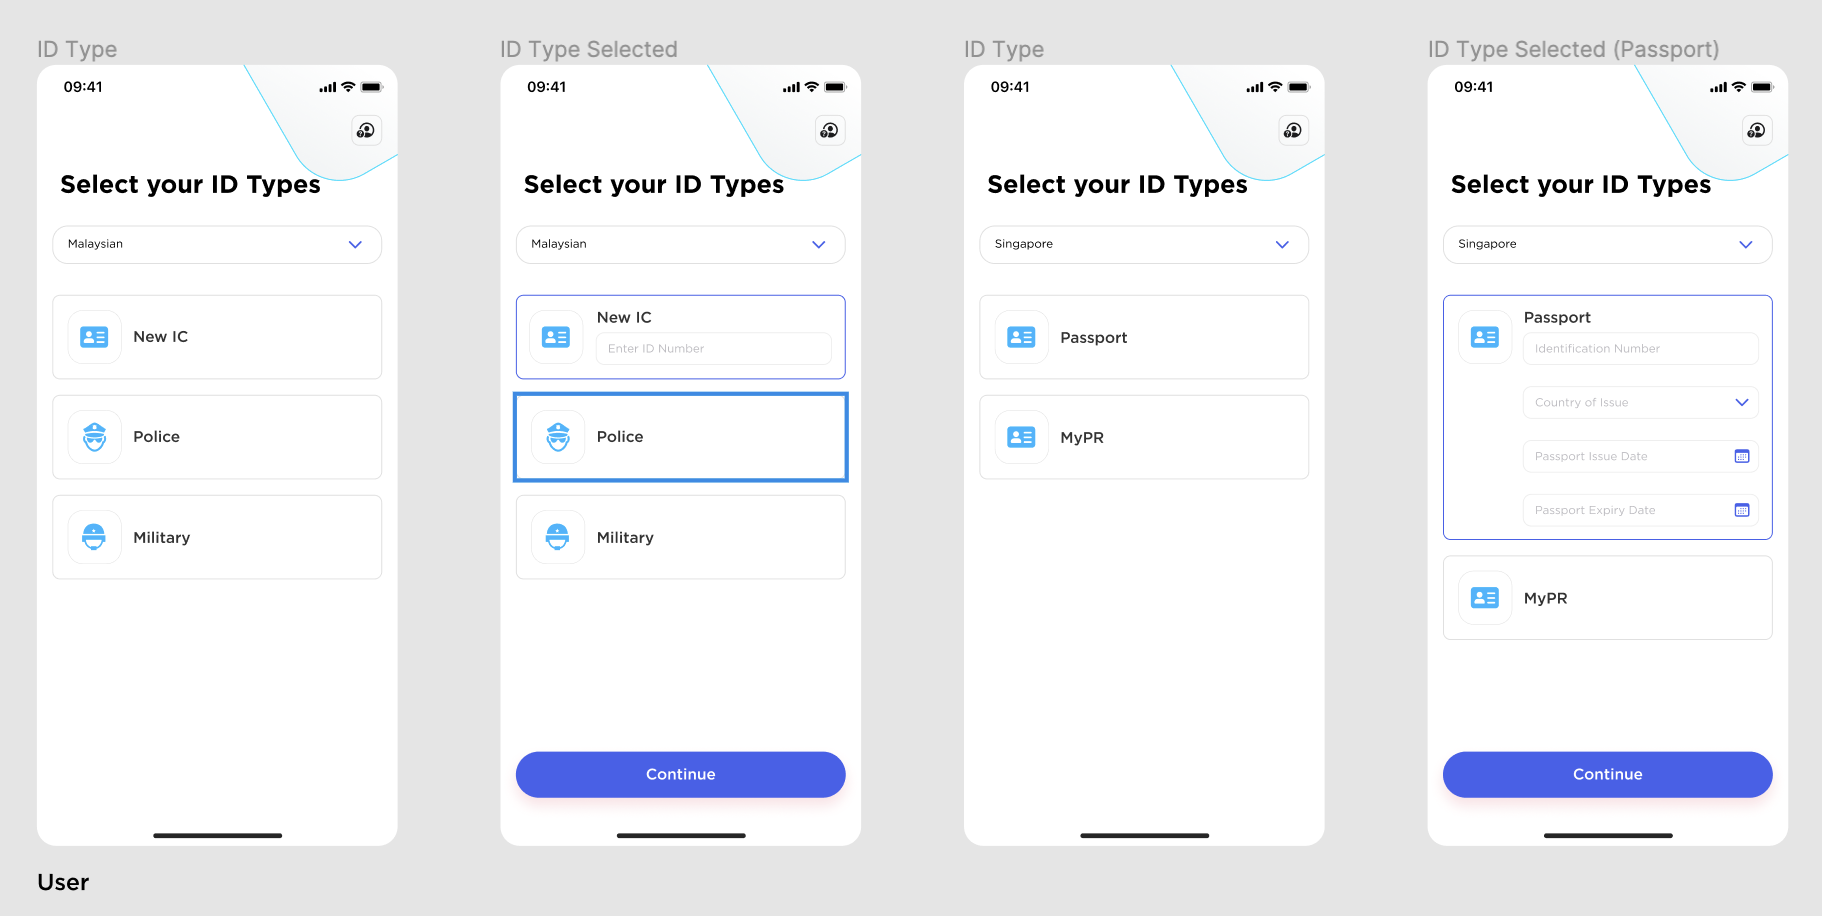 ID Type
09:41
Select your ID Types
Malaysian
New IC
Police
Military
ID Type Selected
09:41
Select your ID Types
Malaysian
New IC
Enter ID Number
Police
Military
Continue
ID Type
09:41
Select your ID Types
Singapore
Passport
MyPR
ID Type Selected (Passport)
09:41
Select your ID Types
Singapore
Passport
Identification Number
Country of Issue
Passport Issue Date
Passport Expiry Date
MyPR
Continue
User